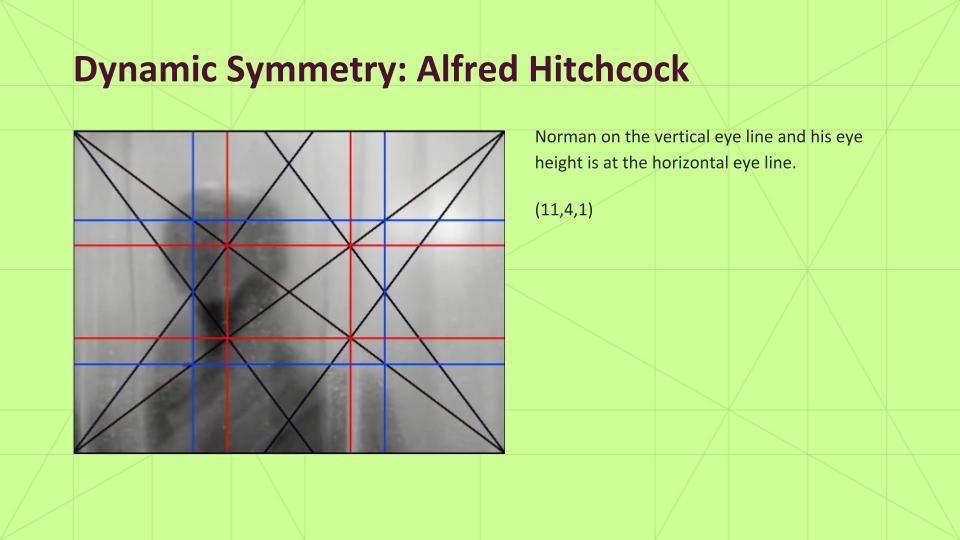 Dynamic Symmetry: Alfred Hitchcock
Norman on the vertical eye line and his eye
height is at the horizontal eye line.
(11,4,1)